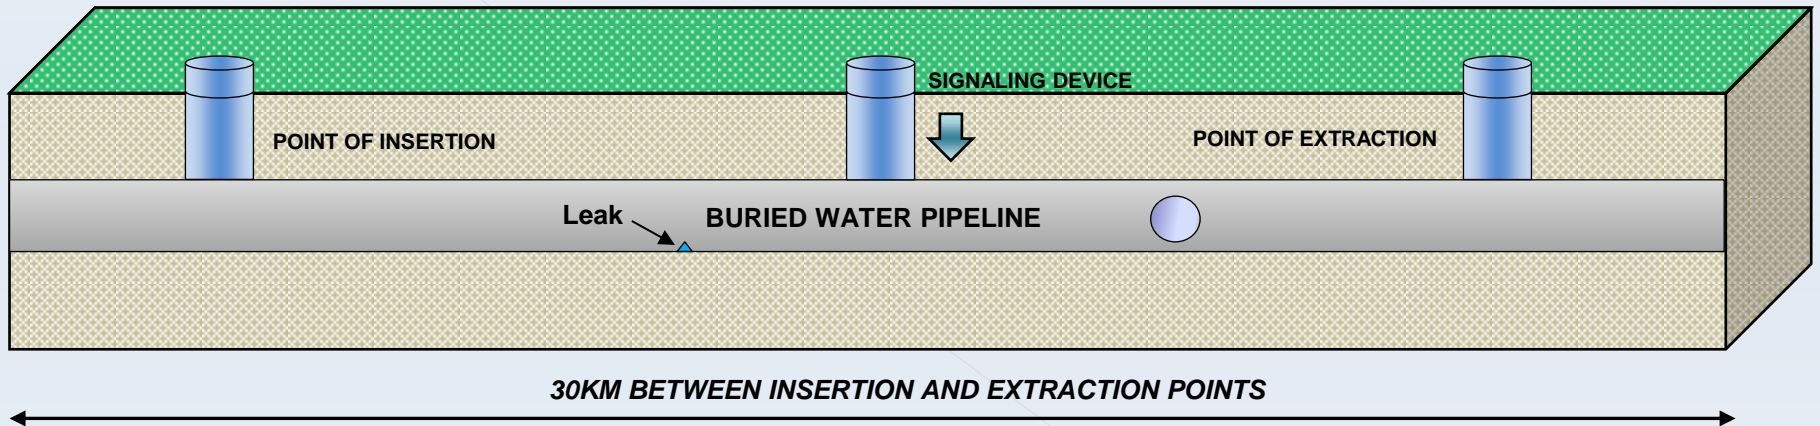 SIGNALING DEVICE
POINT OF INSERTION
POINT OF EXTRACTION
Leak
BURIED WATER PIPELINE
30KM BETWEEN INSERTION AND EXTRACTION POINTS